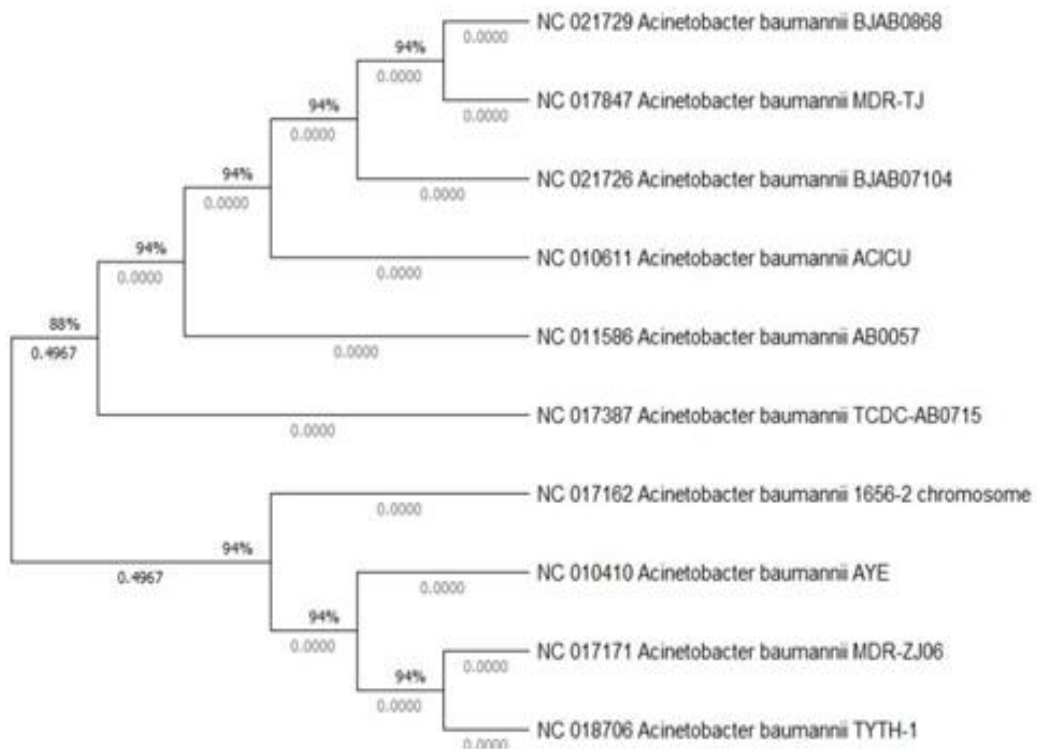 NC 021729 Acinetobacter baumannii BJAB0868
0.0000
94%
0.0000
NC 017847 Acinetobacter baumannii MDR-TJ
0.0000
94%
0.0000
NC 021726 Acinetobacter baumannii BJAB07104
0.0000
94%
0.0000
NC 010611 Acinetobacter baumannii ACICU
0.0000
94%
0.0000
NC 011586 Acinetobacter baumannii AB0057
0.0000
88%
0.4967
NC 017387 Acinetobacter baumannii TCDC-AB0715
0.0000
NC 017162 Acinetobacter baumannii 1656-2 chromosome
0.0000
94%
0.4967
NC 010410 Acinetobacter baumannii AYE
0.0000
94%
0.0000
NC 017171 Acinetobacter baumannii MDR-ZJ06
0.0000
94%
0.0000
NC 018706 Acinetobacter baumannii TYTH-1
0.0000